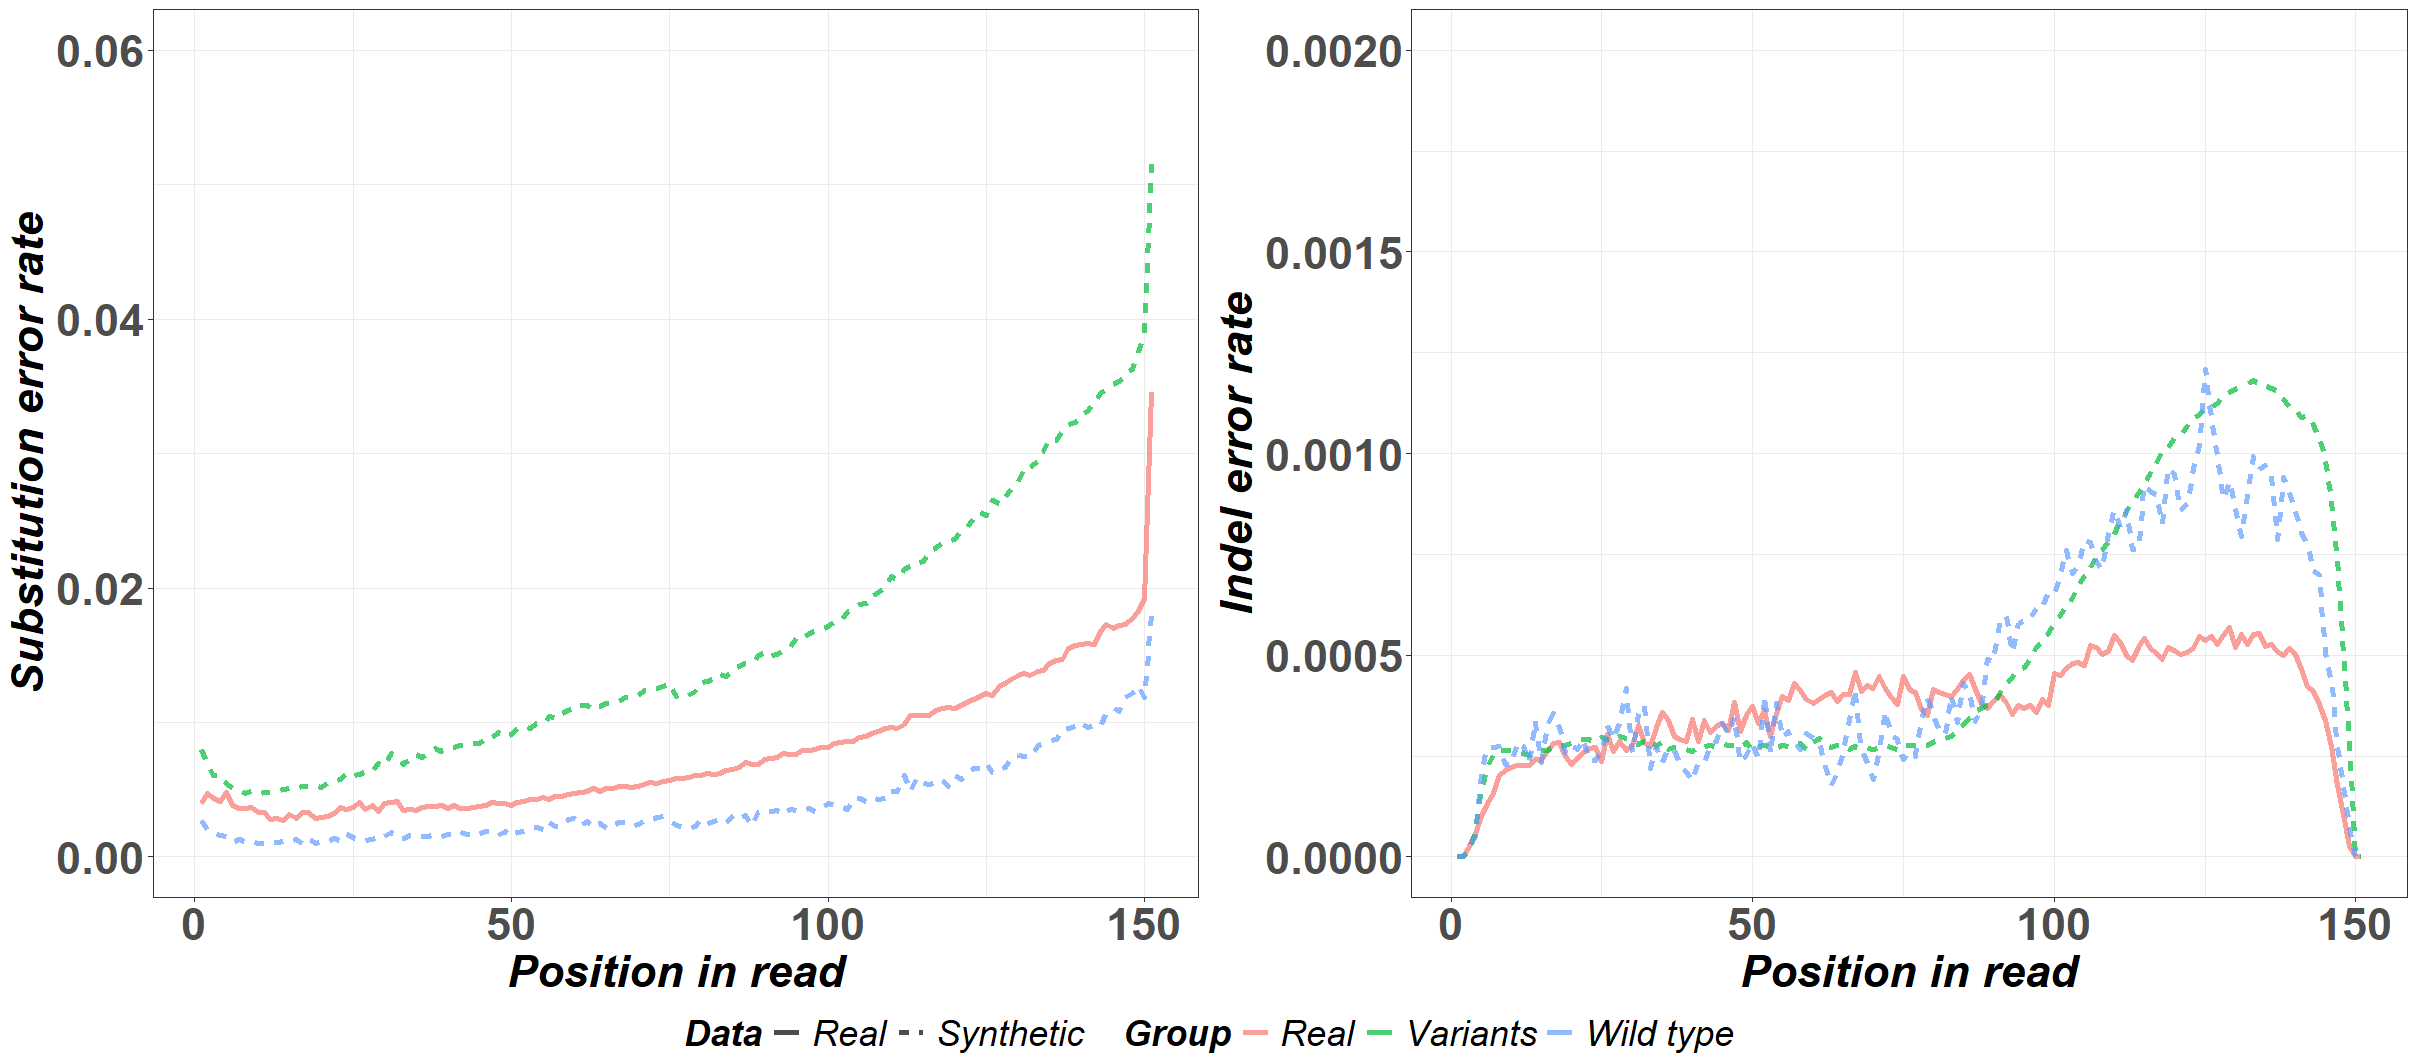 Substitution error rate
0.06
0.04
0.02
0.00
0 50 100 150
Position in read
Indel error rate
0.0020
0.0015
0.0010
0.0005
0.0000
0 50 100 150
Position in read
Data Real Synthetic Group Real Variants Wild type